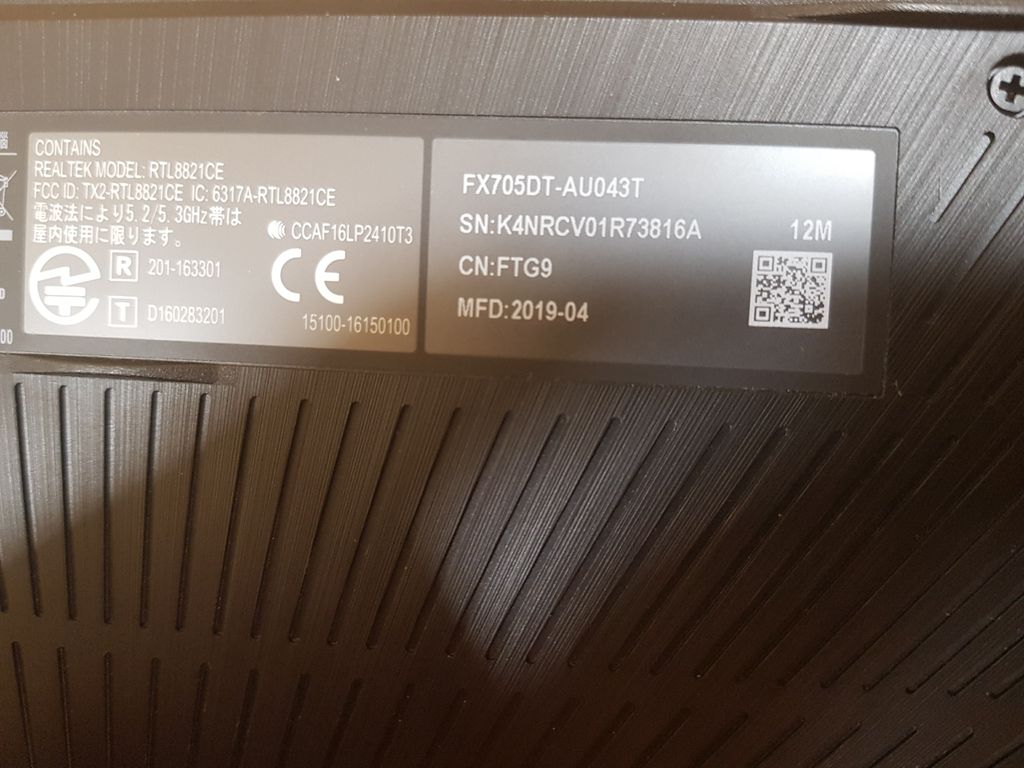 CONTAINS
REALTEK MODEL: RTL8821CE
FCC ID: TX2-RTL8821CE IC: 6317A-RTL8821CE
電波法により5.2/5.3GHz帯は
屋内使用に限ります。
CCAF16LP2410T3
R 201-163301
CE
T D160283201
15100-16150100
FX705DT-AU043T
SN:K4NRCV01R73816A
12M
CN:FTG9
MFD:2019-04